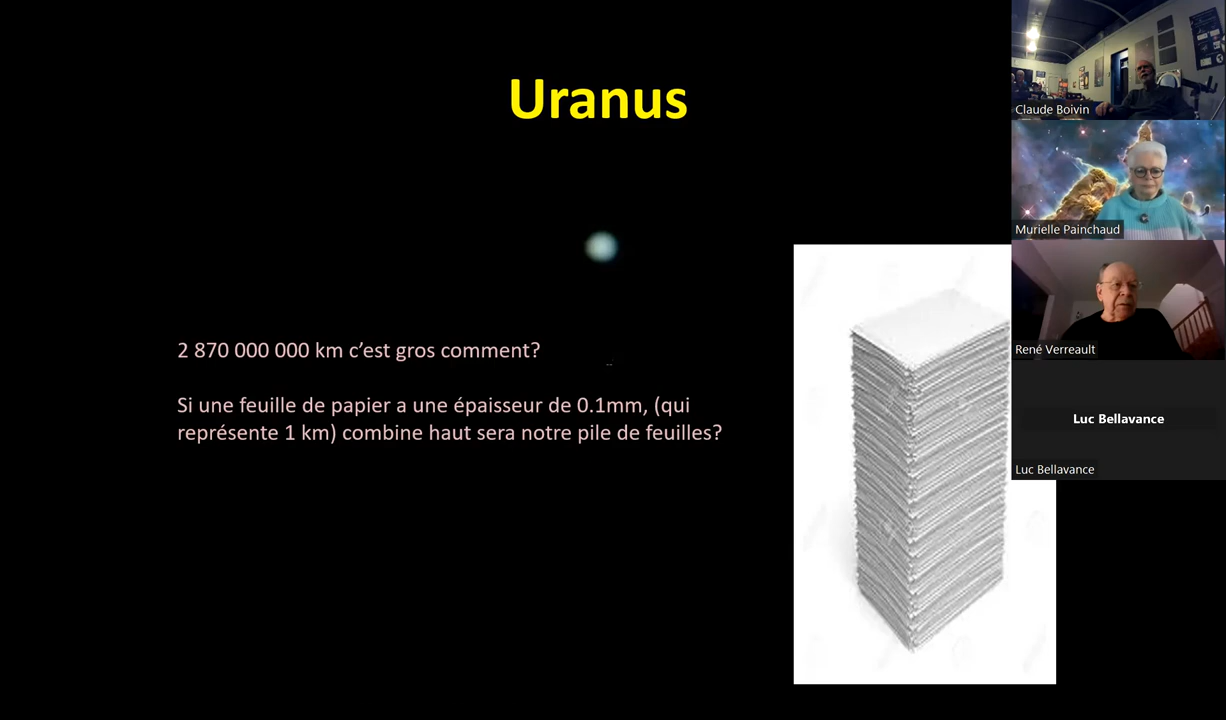 Uranus
2 870 000 000 km c’est gros comment?
Si une feuille de papier a une épaisseur de 0.1mm, (qui
représente 1 km) combine haut sera notre pile de feuilles?
Claude Boivin
Murielle Painchaud
René Verreault
Luc Bellavance
Luc Bellavance